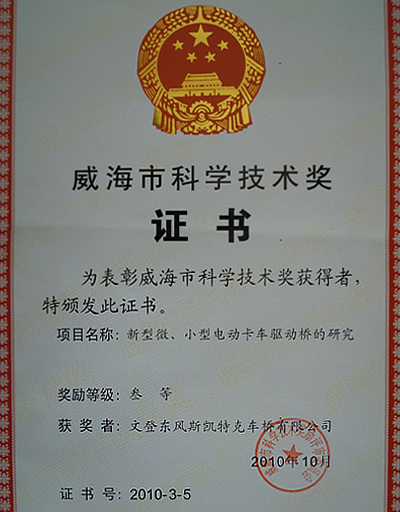 威海市科学技术奖
证书
为表彰威海市科学技术奖获得者，
特颁发此证书。
项目名称：新型微、小型电动卡车驱动桥的研究
奖励等级：叁 等
获 奖 者：文登东风斯凯特克车桥有限公司
2010年10月
证 书 号：2010-3-5